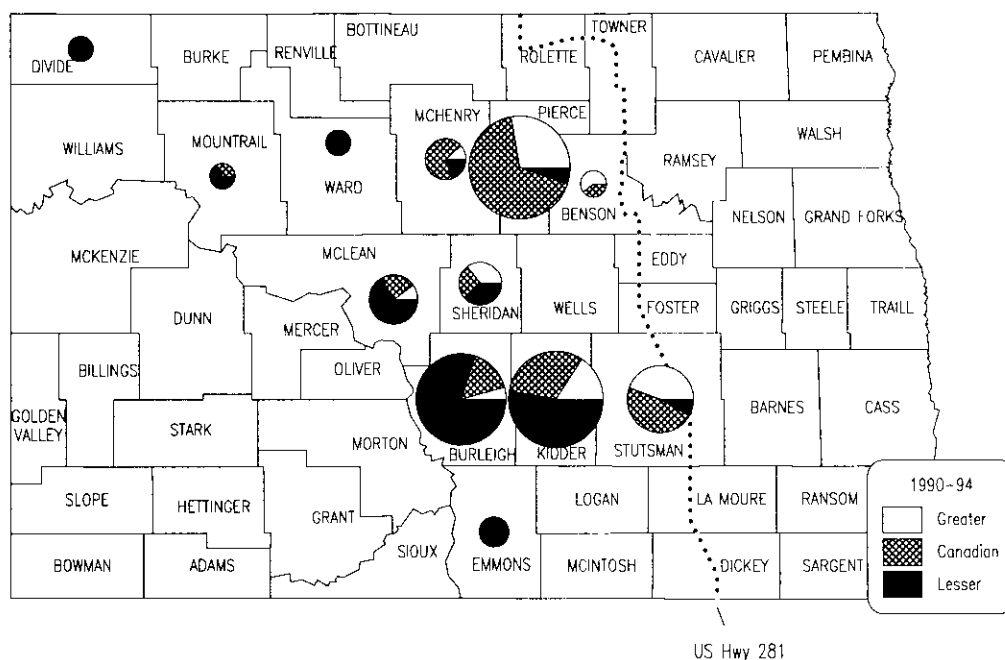 DIVIDE
BURKE
RENVILLE
BOTTINEAU
ROLETTE
TOWNER
CAVALIER
PEMBINA
WILLIAMS
MOUNTRAIL
WARD
MCHENRY
PIERCE
BENSON
RAMSEY
WALSH
NELSON
GRAND FORKS
MCKENZIE
MCLEAN
SHERIDAN
WELLS
EDDY
FOSTER
GRIGGS
STEELE
TRAILL
DUNN
MERCER
OLIVER
BILLINGS
GOLDEN
VALLEY
STARK
MORTON
BURLEIGH
KIDDER
STUTSMAN
BARNES
CASS
SLOPE
HETTINGER
GRANT
SIOUX
EMMONS
LOGAN
LA MOURE
RANSOM
BOWMAN
ADAMS
MCINTOSH
DICKEY
SARGENT
1990-94
Greater
Canadian
Lesser
US Hwy 281